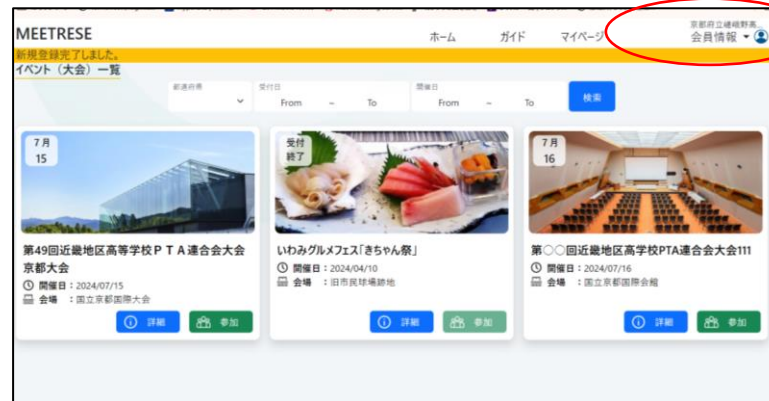 MEETRESE
ホーム
ガイド
マイページ
京都府立嵯峨野高...
会員情報
新規登録完了しました。
イベント（大会）一覧
都道府県
受付日
開催日
From ~ To
From ~ To
検索
7月
15
受付
終了
7月
16
第49回近畿地区高等学校ＰＴＡ連合会大会
京都大会
開催日：2024/07/15
会場　：国立京都国際大会
詳細
参加
いわみグルメフェス「きちゃん祭」
開催日：2024/04/10
会場　：旧市民球場跡地
詳細
参加
第○○回近畿地区高等学校PTA連合会大会111
開催日：2024/07/16
会場　：国立京都国際会館
詳細
参加